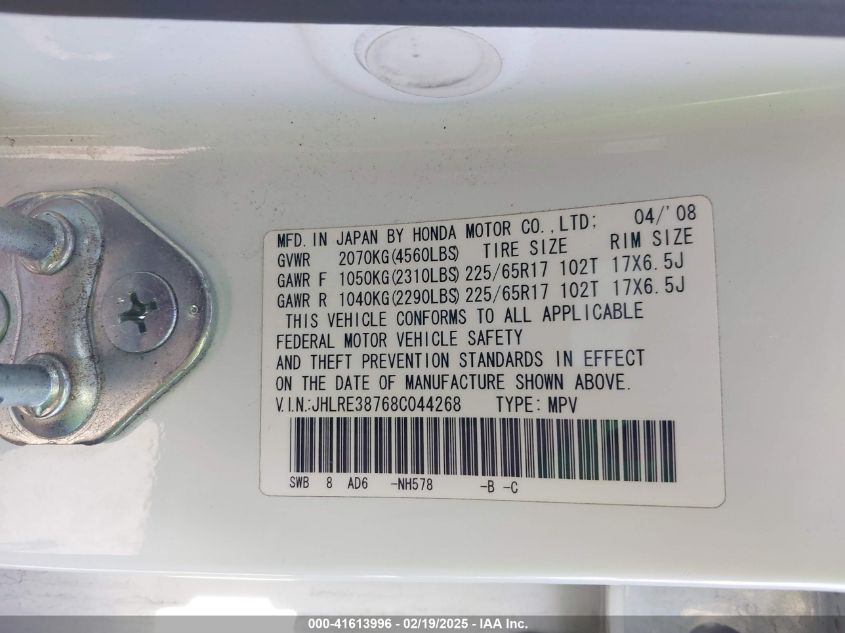 MFD. IN JAPAN BY HONDA MOTOR CO., LTD; 04/'08
GVWR 2070KG(4560LBS) TIRE SIZE RIM SIZE
GAWR F 1050KG(2310LBS) 225/65R17 102T 17X6.5J
GAWR R 1040KG(2290LBS) 225/65R17 102T 17X6.5J
THIS VEHICLE CONFORMS TO ALL APPLICABLE
FEDERAL MOTOR VEHICLE SAFETY
AND THEFT PREVENTION STANDARDS IN EFFECT
ON THE DATE OF MANUFACTURE SHOWN ABOVE.
V.I.N.:JHLRE38768C044268 TYPE: MPV
SWB 8 AD6 -NH578 -B -C
000-41613996 - 02/19/2025 - IAA Inc.